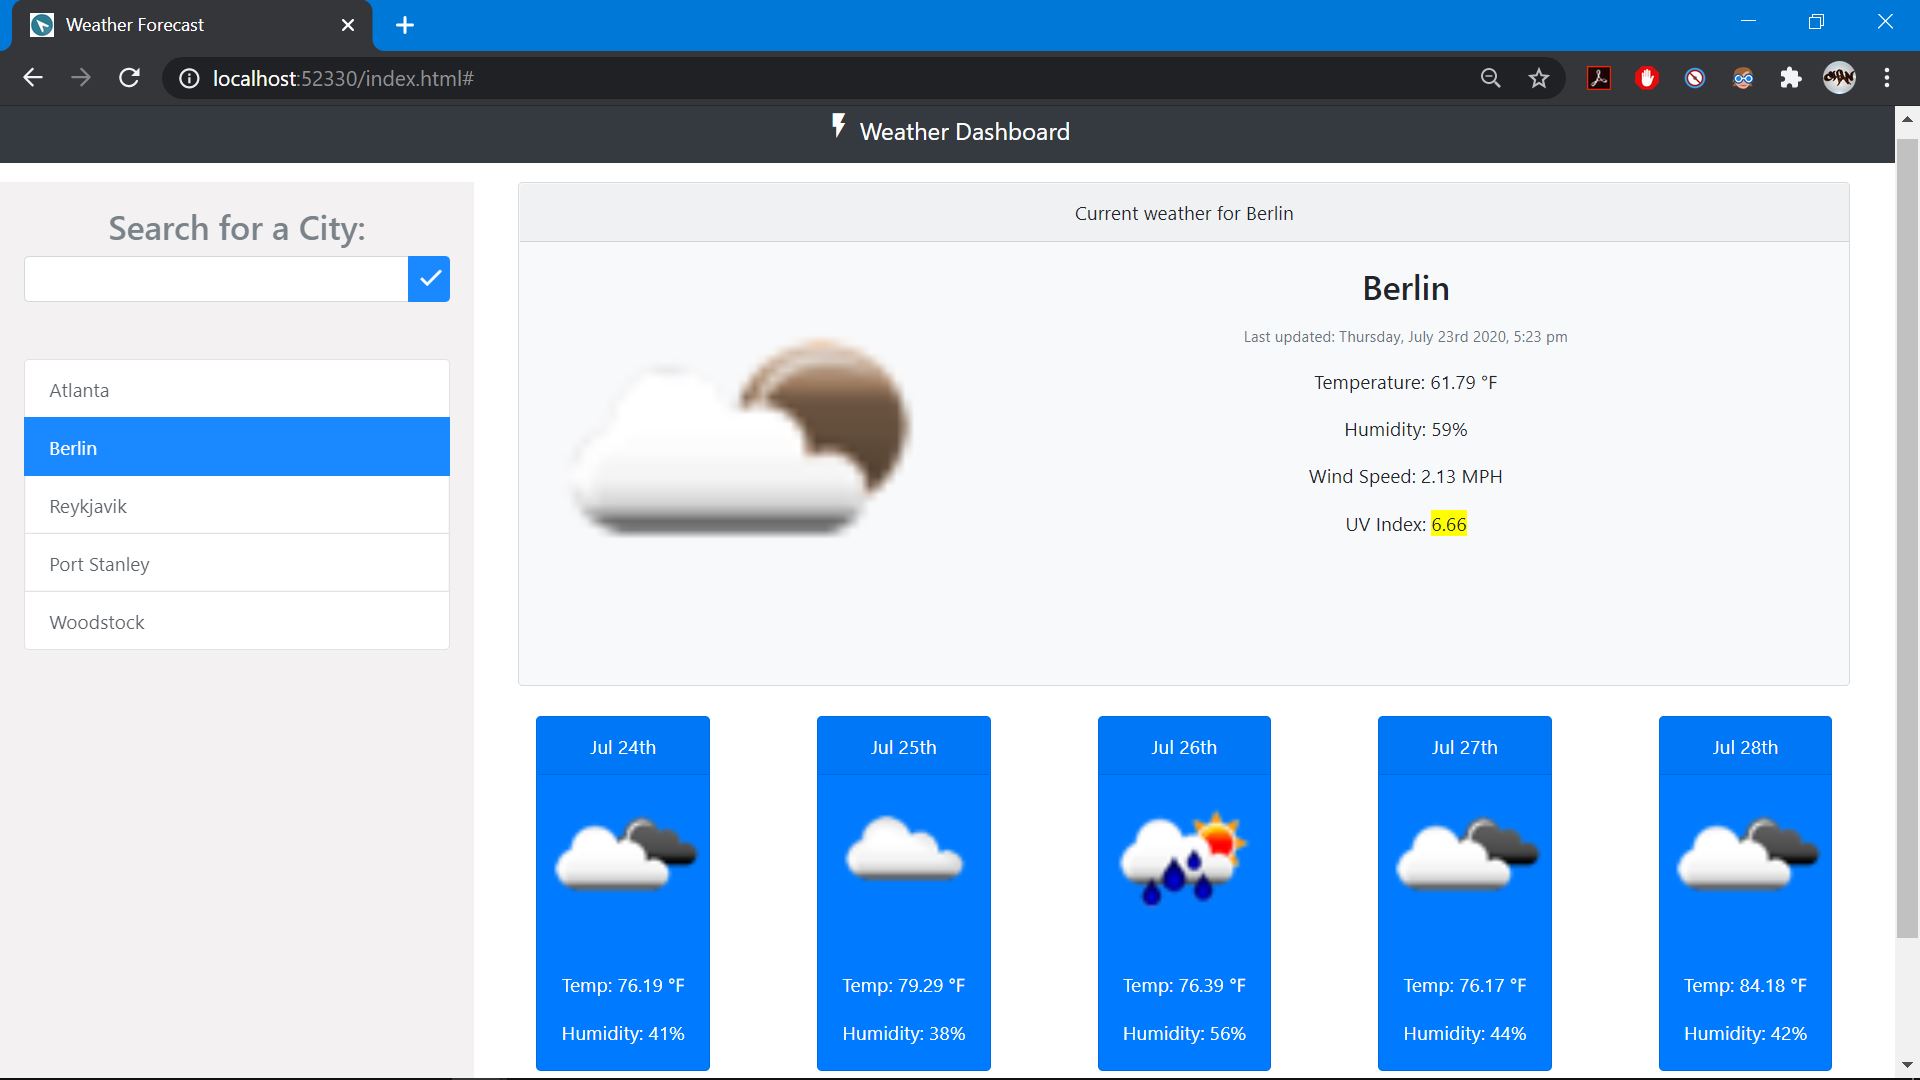 Weather Forecast
localhost:52330/index.html#
Weather Dashboard
Search for a City:
Atlanta
Berlin
Reykjavik
Port Stanley
Woodstock
Current weather for Berlin
Berlin
Last updated: Thursday, July 23rd 2020, 5:23 pm
Temperature: 61.79 °F
Humidity: 59%
Wind Speed: 2.13 MPH
UV Index: 6.66
Jul 24th
Temp: 76.19 °F
Humidity: 41%
Jul 25th
Temp: 79.29 °F
Humidity: 38%
Jul 26th
Temp: 76.39 °F
Humidity: 56%
Jul 27th
Temp: 76.17 °F
Humidity: 44%
Jul 28th
Temp: 84.18 °F
Humidity: 42%